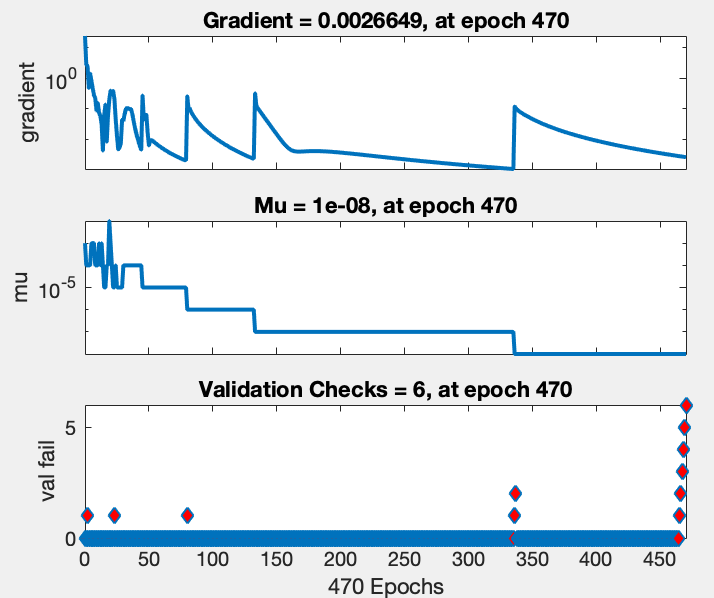 Gradient = 0.0026649, at epoch 470
gradient
10^0
Mu = 1e-08, at epoch 470
mu
10^-5
Validation Checks = 6, at epoch 470
val fail
5
0
0 50 100 150 200 250 300 350 400 450
470 Epochs